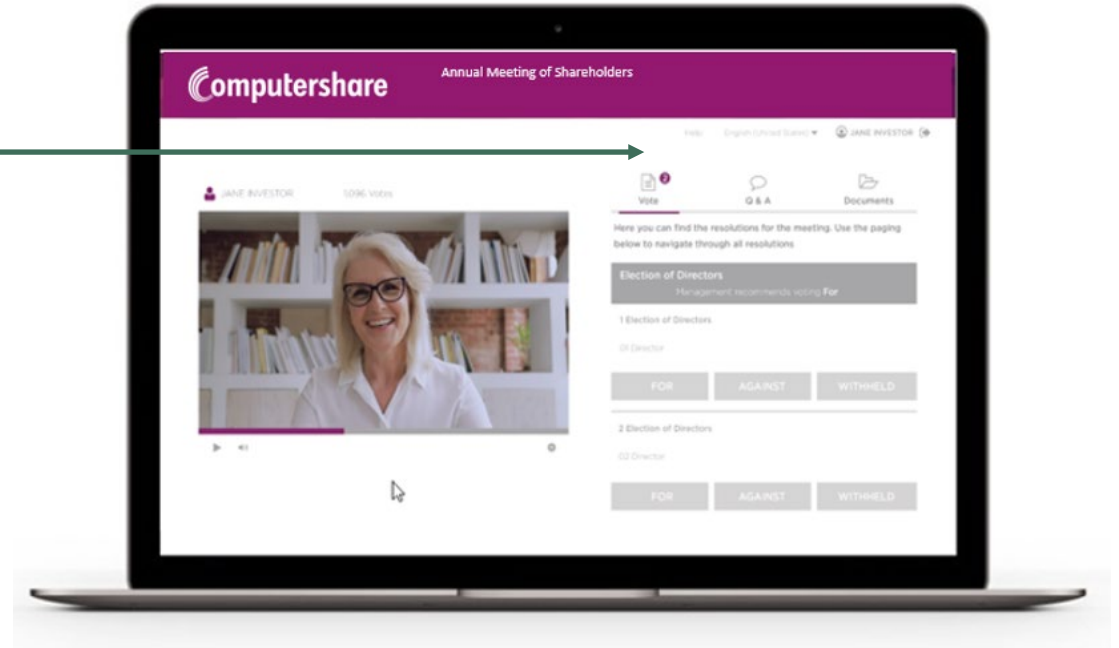 Computershare
Annual Meeting of Shareholders
Help English (United States) JANE INVESTOR
JANE INVESTOR 1,096 Votes
2
Vote Q & A Documents
Here you can find the resolutions for the meeting. Use the paging
below to navigate through all resolutions
Election of Directors
Management recommends voting For
1 Election of Directors
01 Director
FOR AGAINST WITHHELD
2 Election of Directors
02 Director
FOR AGAINST WITHHELD